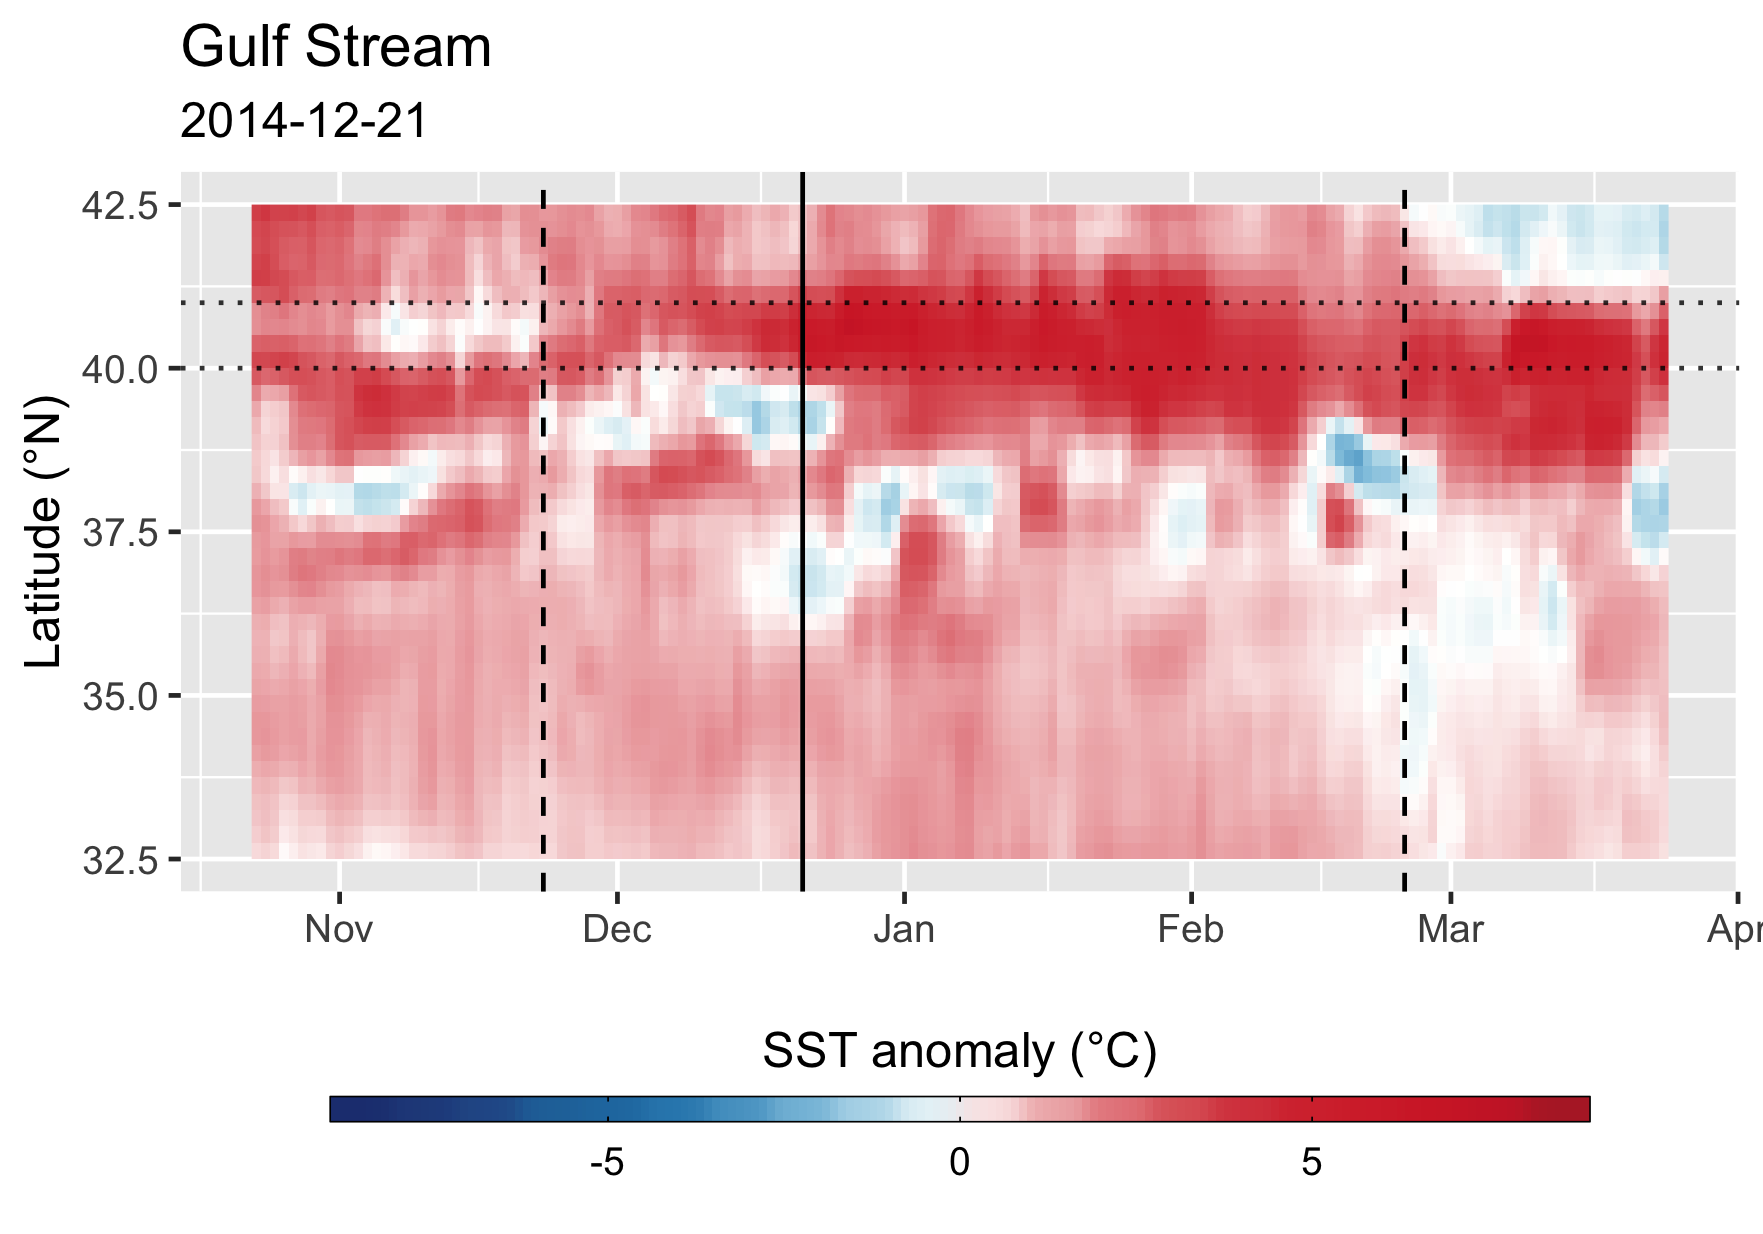 Gulf Stream
2014-12-21
42.5
40.0
37.5
35.0
32.5
Latitude (°N)
Nov Dec Jan Feb Mar Apr
SST anomaly (°C)
-5 0 5